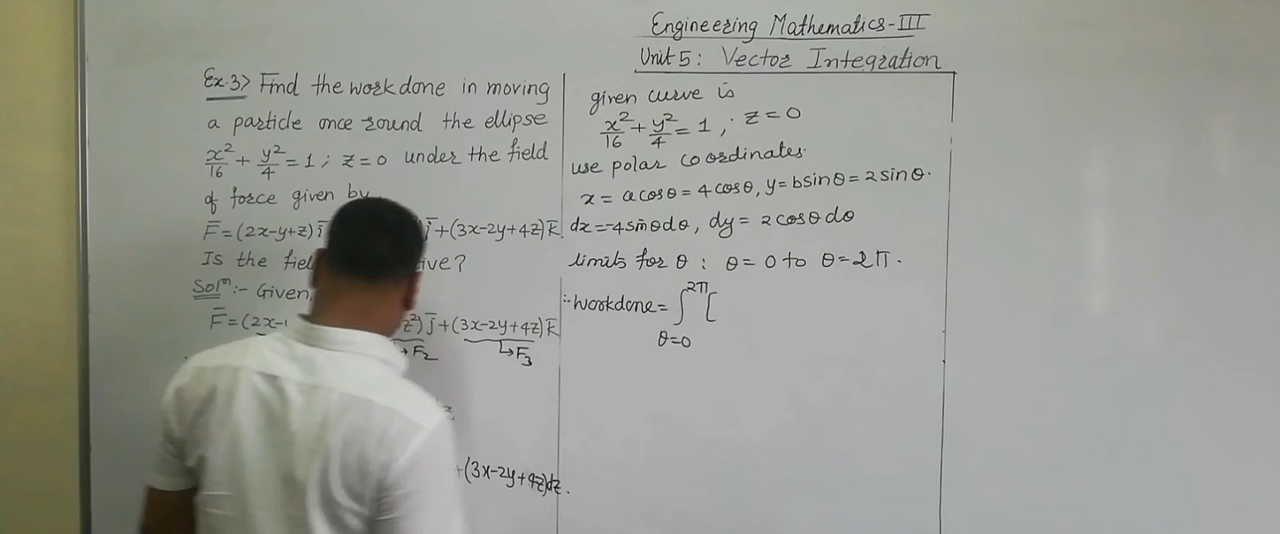 Engineering Mathematics-III
Unit 5: Vector Integration
Ex.3> Find the workdone in moving
a particle once round the ellipse
x²/16 + y²/4 = 1 ; z=0 under the field
of force given by
F̄=(2x-y+z)ī j̄+(3x-2y+4z)k̄.
Is the
Solⁿ:- Given,
F̄=(2x- z²)j̄+(3x-2y+4z)k̄
→F₂ ↳F₃
+(3x-2y+4z)dz.
given curve is
x²/16 + y²/4 = 1 ; z=0
use polar coordinates.
x = a cosθ = 4 cosθ, y = b sinθ = 2 sinθ.
dx = -4 sinθ dθ, dy = 2 cosθ dθ
limits for θ : θ = 0 to θ = 2π.
∴ Workdone = ∫ 2π [
θ=0